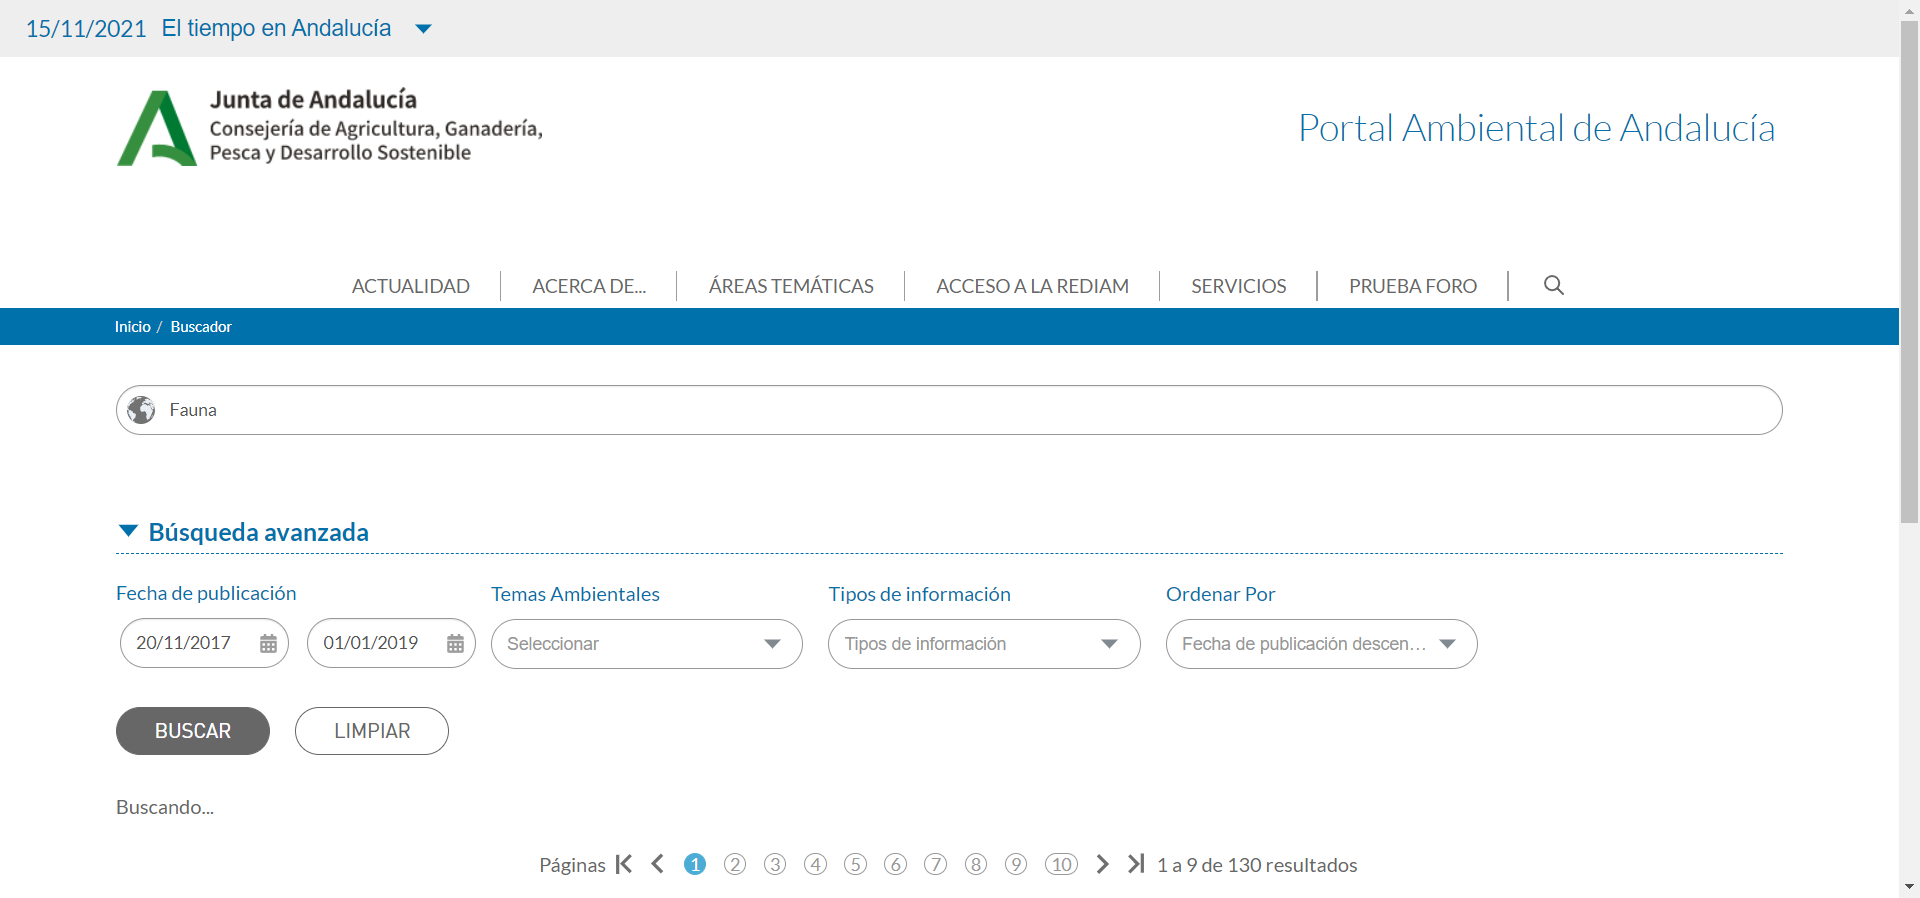 15/11/2021 El tiempo en Andalucía
Junta de Andalucía
Consejería de Agricultura, Ganadería,
Pesca y Desarrollo Sostenible
Portal Ambiental de Andalucía
ACTUALIDAD ACERCA DE... ÁREAS TEMÁTICAS ACCESO A LA REDIAM SERVICIOS PRUEBA FORO
Inicio / Buscador
Fauna
Búsqueda avanzada
Fecha de publicación Temas Ambientales Tipos de información Ordenar Por
20/11/2017 01/01/2019 Seleccionar Tipos de información Fecha de publicación descen...
BUSCAR LIMPIAR
Buscando...
Páginas 1 2 3 4 5 6 7 8 9 10 1 a 9 de 130 resultados